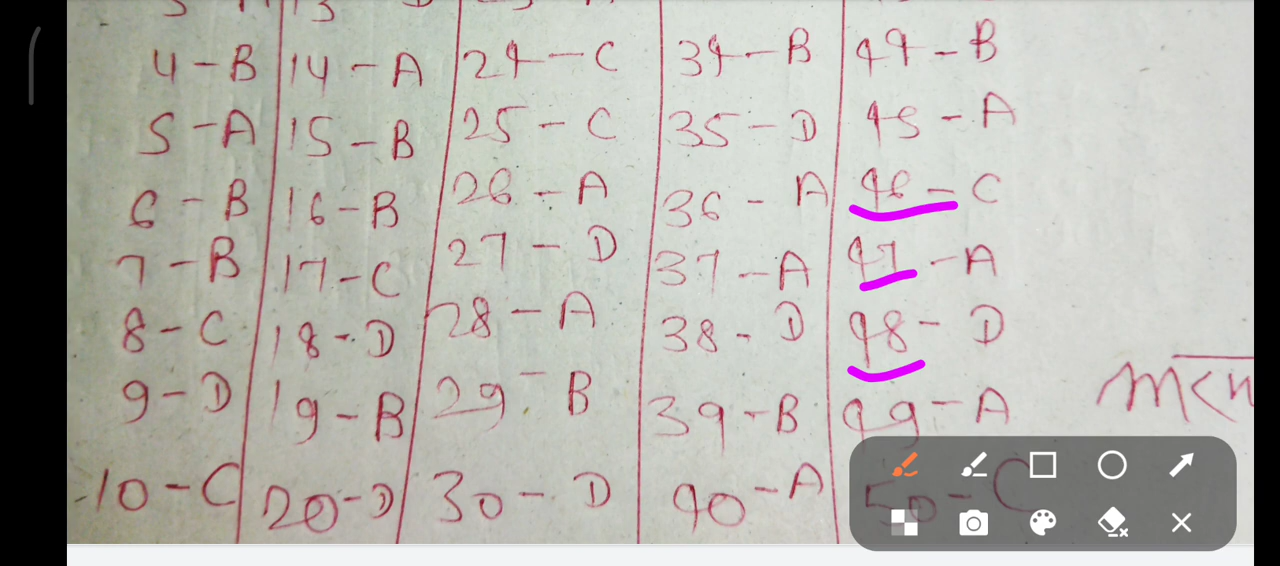 4-B 14-A 24-C 34-B 44-B
5-A 15-B 25-C 35-D 45-A
6-B 16-B 26-A 36-A 46-C
7-B 17-C 27-D 37-A 47-A
8-C 18-D 28-A 38-D 48-D
9-D 19-B 29-B 39-B 49-A
10-C 20-D 30-D 40-A 50-C